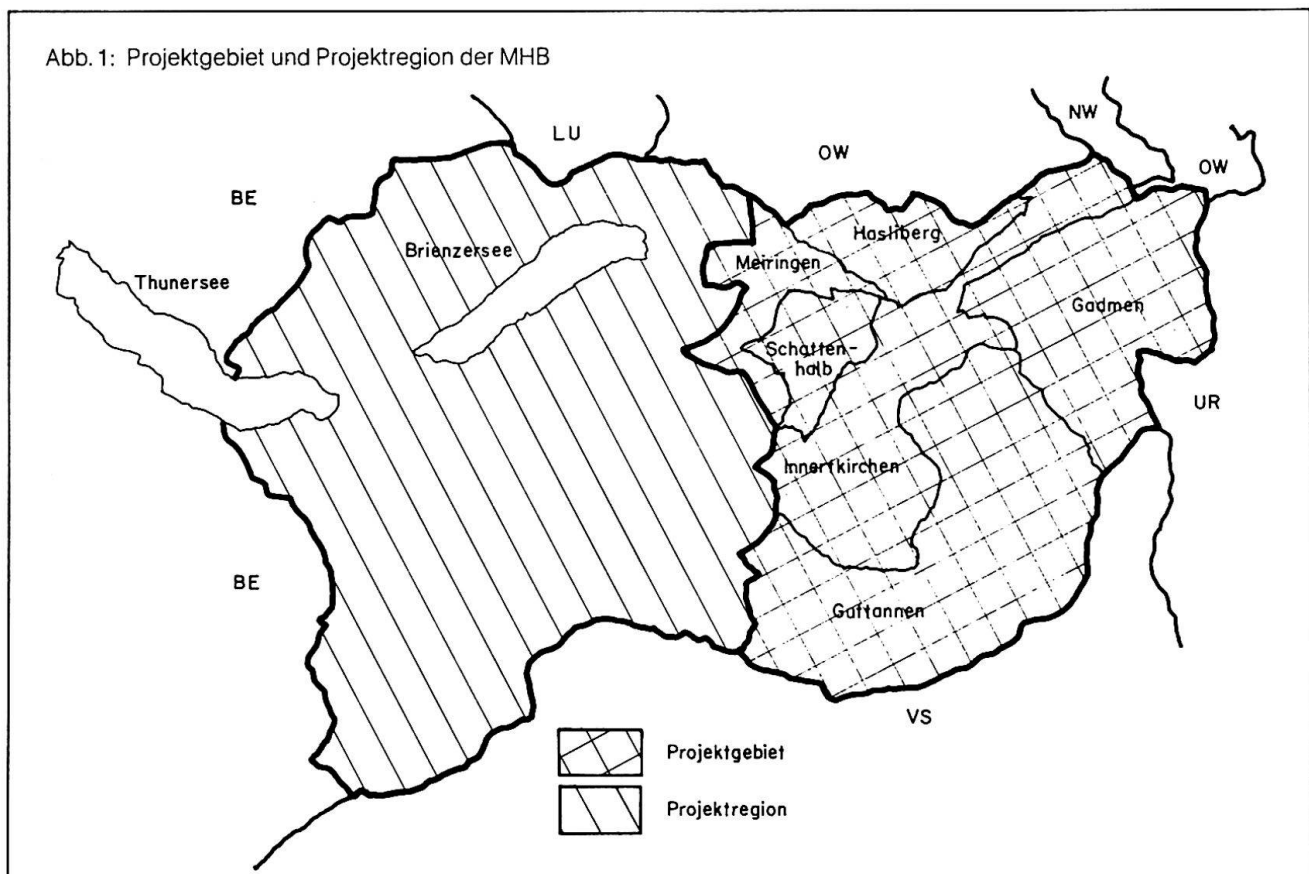 Abb. 1: Projektgebiet und Projektregion der MHB
LU
NW
OW
OW
BE
Brienzersee
Hasliberg
Meiringen
Thunersee
Gadmen
Schatten-
halb
UR
Innertkirchen
BE
Guttannen
VS
Projektgebiet
Projektregion